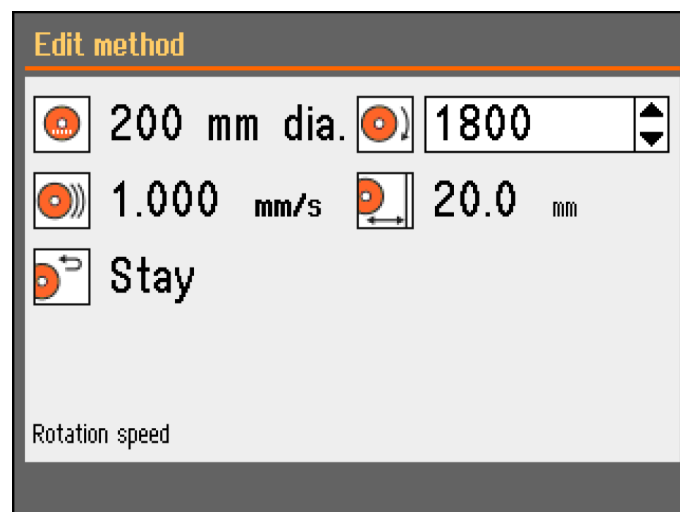 Edit method
200 mm dia. 1800
1.000 mm/s 20.0 mm
Stay
Rotation speed